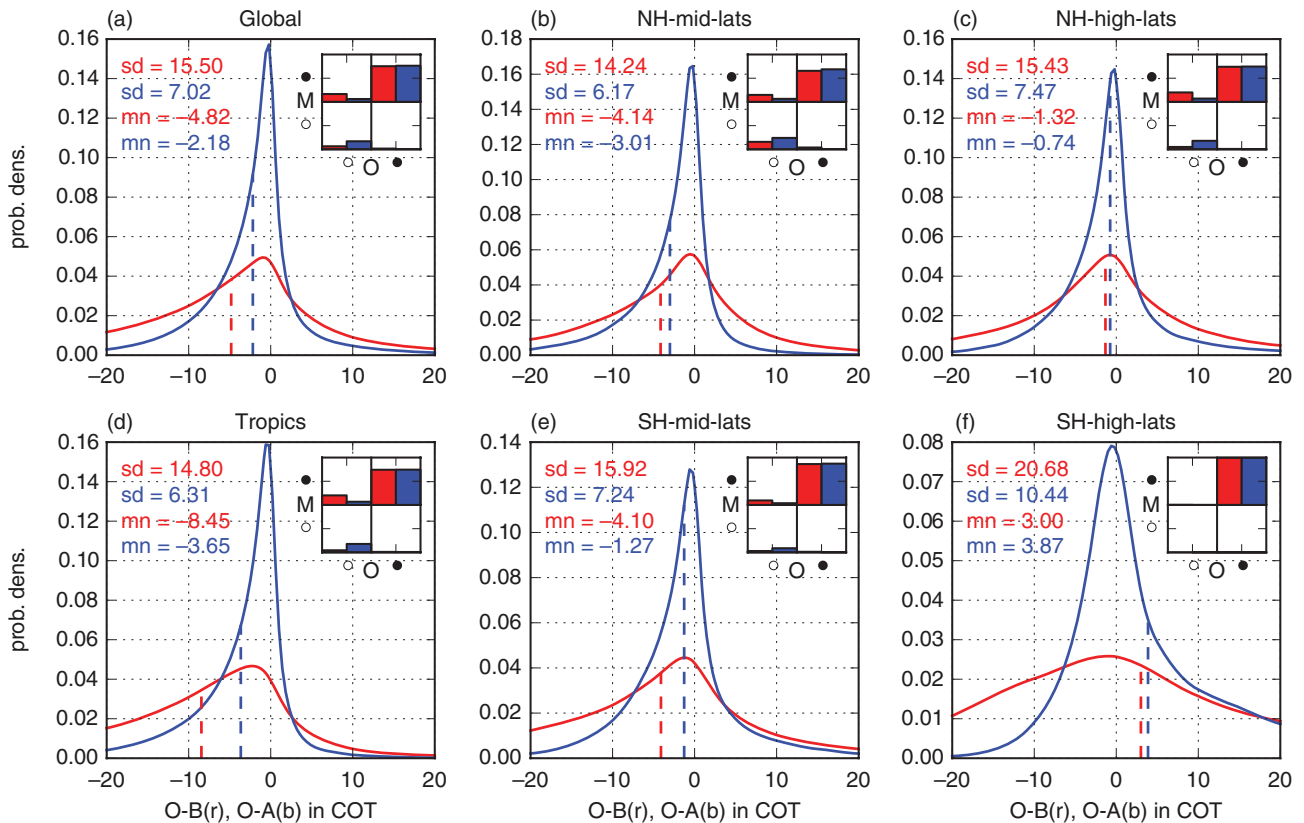 (a) Global
0.16
0.14
0.12
0.10
0.08
0.06
0.04
0.02
0.00
prob. dens.
sd = 15.50
sd = 7.02
mn = −4.82
mn = −2.18
M
O
−20 −10 0 10 20
(b) NH-mid-lats
0.18
0.16
0.14
0.12
0.10
0.08
0.06
0.04
0.02
0.00
sd = 14.24
sd = 6.17
mn = −4.14
mn = −3.01
M
O
−20 −10 0 10 20
(c) NH-high-lats
0.16
0.14
0.12
0.10
0.08
0.06
0.04
0.02
0.00
sd = 15.43
sd = 7.47
mn = −1.32
mn = −0.74
M
O
−20 −10 0 10 20
(d) Tropics
0.16
0.14
0.12
0.10
0.08
0.06
0.04
0.02
0.00
prob. dens.
sd = 14.80
sd = 6.31
mn = −8.45
mn = −3.65
M
O
−20 −10 0 10 20
O-B(r), O-A(b) in COT
(e) SH-mid-lats
0.14
0.12
0.10
0.08
0.06
0.04
0.02
0.00
sd = 15.92
sd = 7.24
mn = −4.10
mn = −1.27
M
O
−20 −10 0 10 20
O-B(r), O-A(b) in COT
(f) SH-high-lats
0.08
0.07
0.06
0.05
0.04
0.03
0.02
0.01
0.00
sd = 20.68
sd = 10.44
mn = 3.00
mn = 3.87
M
O
−20 −10 0 10 20
O-B(r), O-A(b) in COT